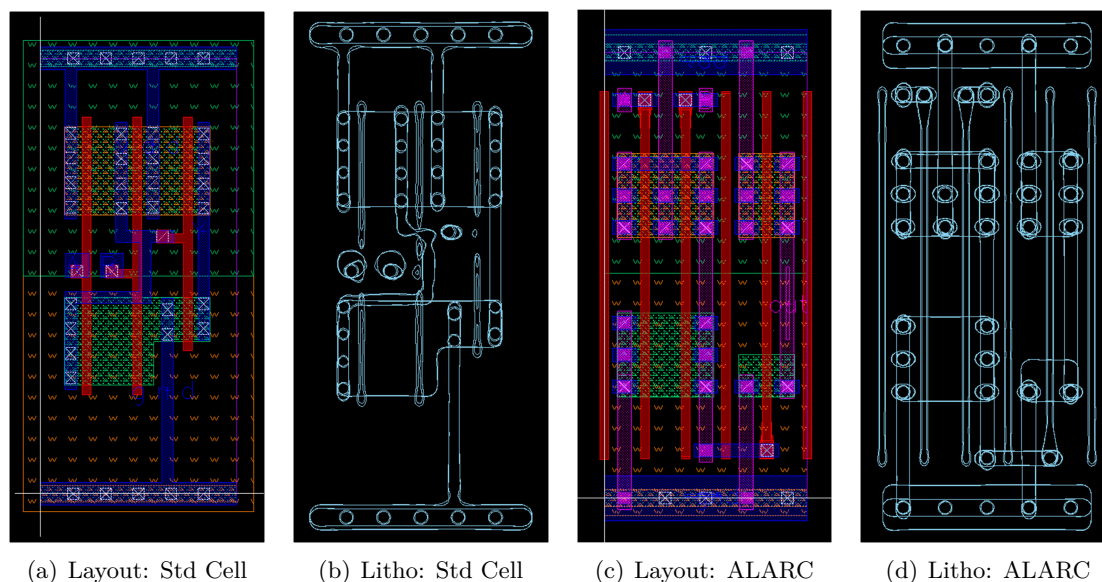 (a) Layout: Std Cell
(b) Litho: Std Cell
(c) Layout: ALARC
(d) Litho: ALARC